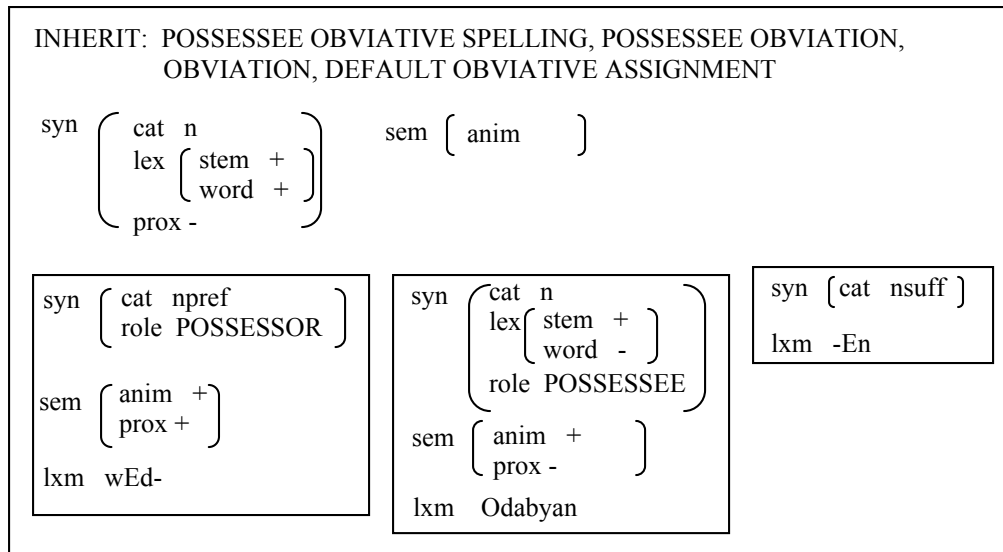 INHERIT: POSSESSEE OBVIATIVE SPELLING, POSSESSEE OBVIATION,
OBVIATION, DEFAULT OBVIATIVE ASSIGNMENT
syn cat n
lex stem +
word +
prox -
sem anim
syn cat npref
role POSSESSOR
sem anim +
prox +
lxm wEd-
syn cat n
lex stem +
word -
role POSSESSEE
sem anim +
prox -
lxm Odabyan
syn cat nsuff
lxm -En